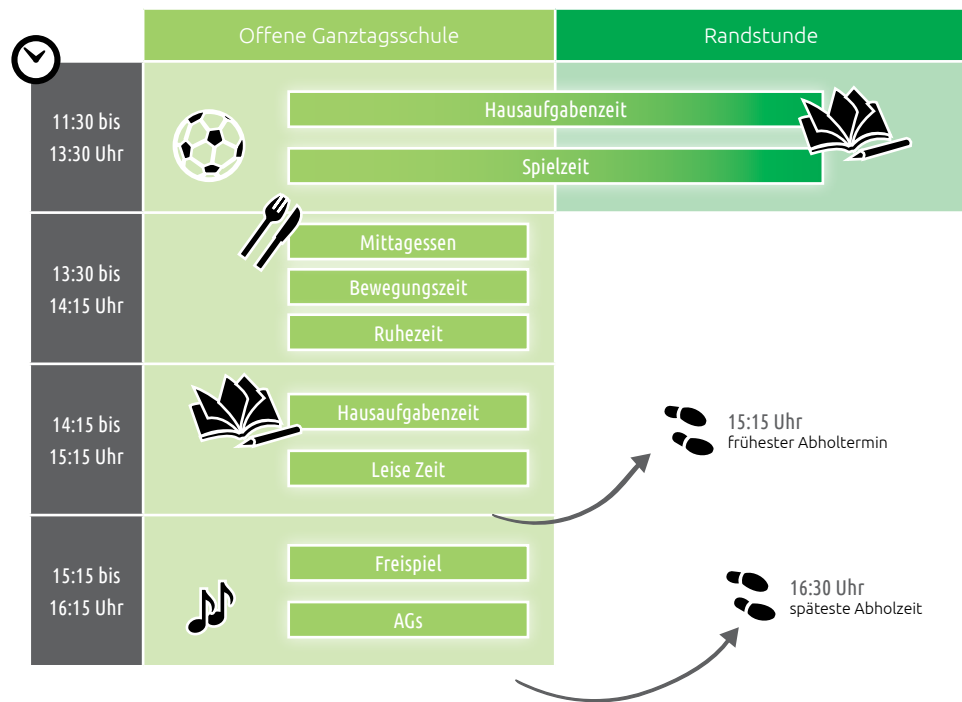 Offene Ganztagsschule
Randstunde
11:30 bis
13:30 Uhr
Hausaufgabenzeit
Spielzeit
13:30 bis
14:15 Uhr
Mittagessen
Bewegungszeit
Ruhezeit
14:15 bis
15:15 Uhr
Hausaufgabenzeit
Leise Zeit
15:15 Uhr
frühester Abholtermin
15:15 bis
16:15 Uhr
Freispiel
AGs
16:30 Uhr
späteste Abholzeit